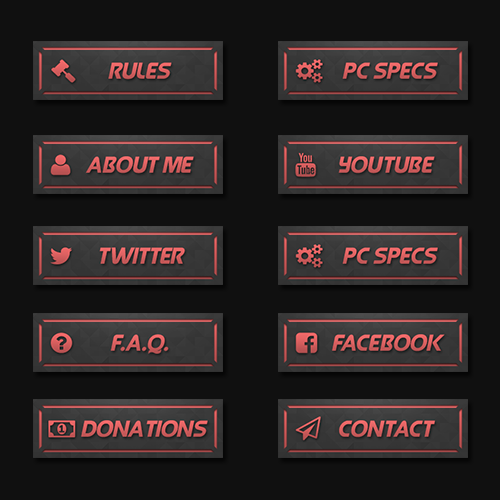 RULES
PC SPECS
ABOUT ME
You
Tube
YOUTUBE
TWITTER
PC SPECS
?
F.A.Q.
f
FACEBOOK
1
DONATIONS
CONTACT